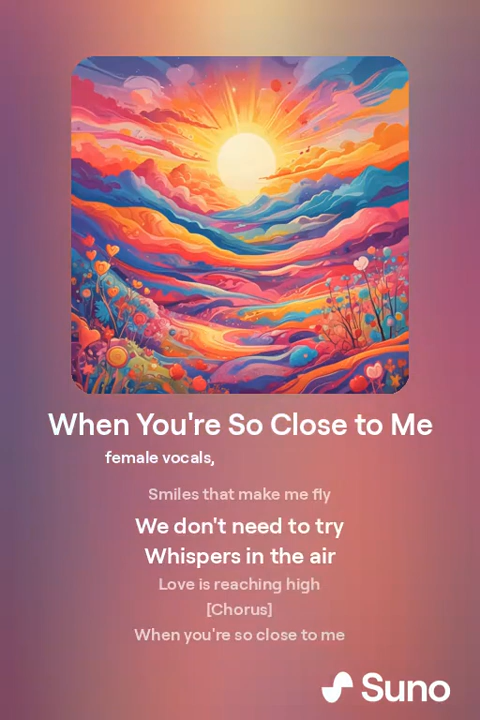 When You're So Close to Me
female vocals,
Smiles that make me fly
We don't need to try
Whispers in the air
Love is reaching high
[Chorus]
When you're so close to me
Suno